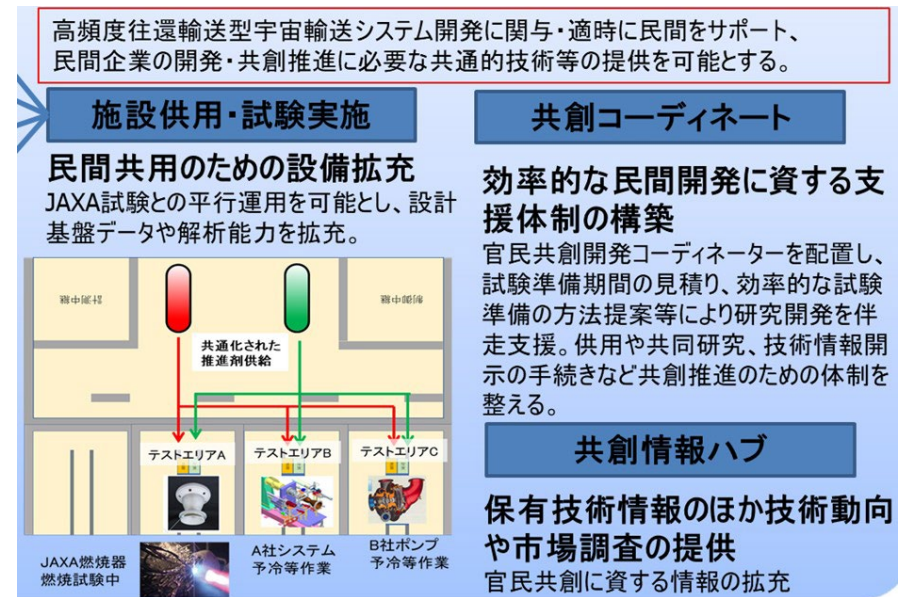 高頻度往還輸送型宇宙輸送システム開発に関与・適時に民間をサポート、
民間企業の開発・共創推進に必要な共通的技術等の提供を可能とする。
施設供用・試験実施
民間共用のための設備拡充
JAXA試験との平行運用を可能とし、設計
基盤データや解析能力を拡充。
計測中継
制御中継
共通化された
推進剤供給
テストエリアA
テストエリアB
テストエリアC
JAXA燃焼器
燃焼試験中
A社システム
予冷等作業
B社ポンプ
予冷等作業
共創コーディネート
効率的な民間開発に資する支
援体制の構築
官民共創開発コーディネーターを配置し、
試験準備期間の見積り、効率的な試験
準備の方法提案等により研究開発を伴
走支援。供用や共同研究、技術情報開
示の手続きなど共創推進のための体制を
整える。
共創情報ハブ
保有技術情報のほか技術動向
や市場調査の提供
官民共創に資する情報の拡充